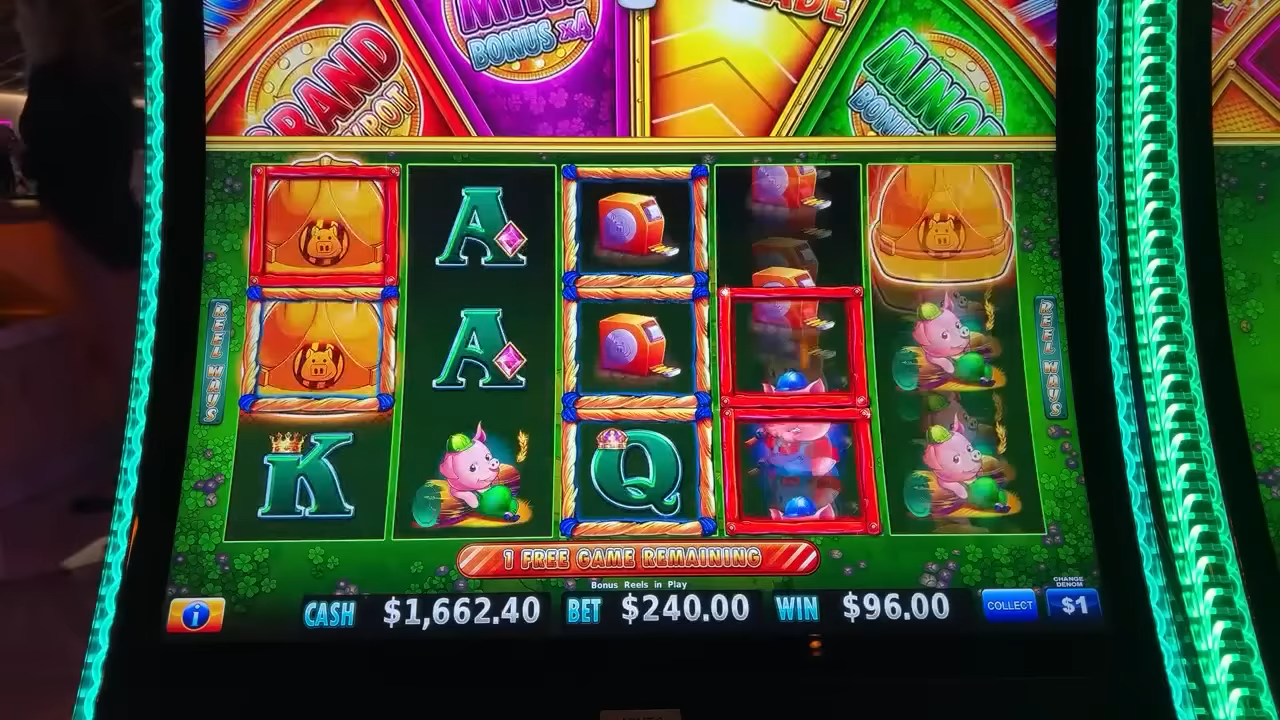 GRAND
MINI
BONUS X4
MINOR
BONUS
A
A
K
Q
REEL WAYS
REEL WAYS
1 FREE GAME REMAINING
Bonus Reels in Play
CASH $1,662.40 BET $240.00 WIN $96.00
COLLECT
CHANGE
DENOM
$1